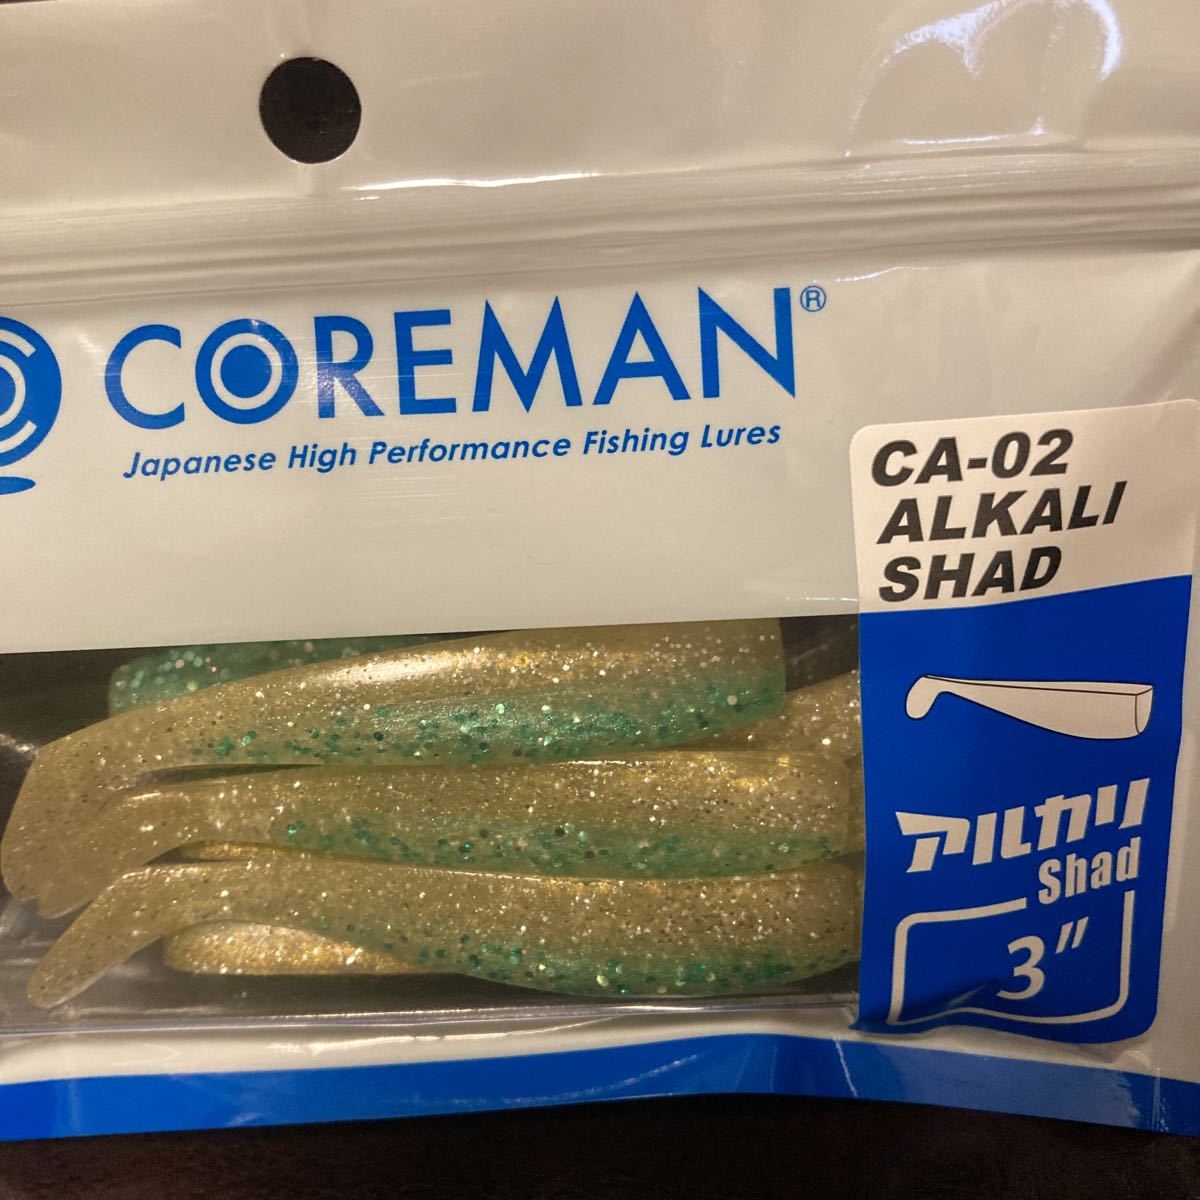 COREMAN®
Japanese High Performance Fishing Lures
CA-02
ALKALI
SHAD
アルカリ
Shad
3"